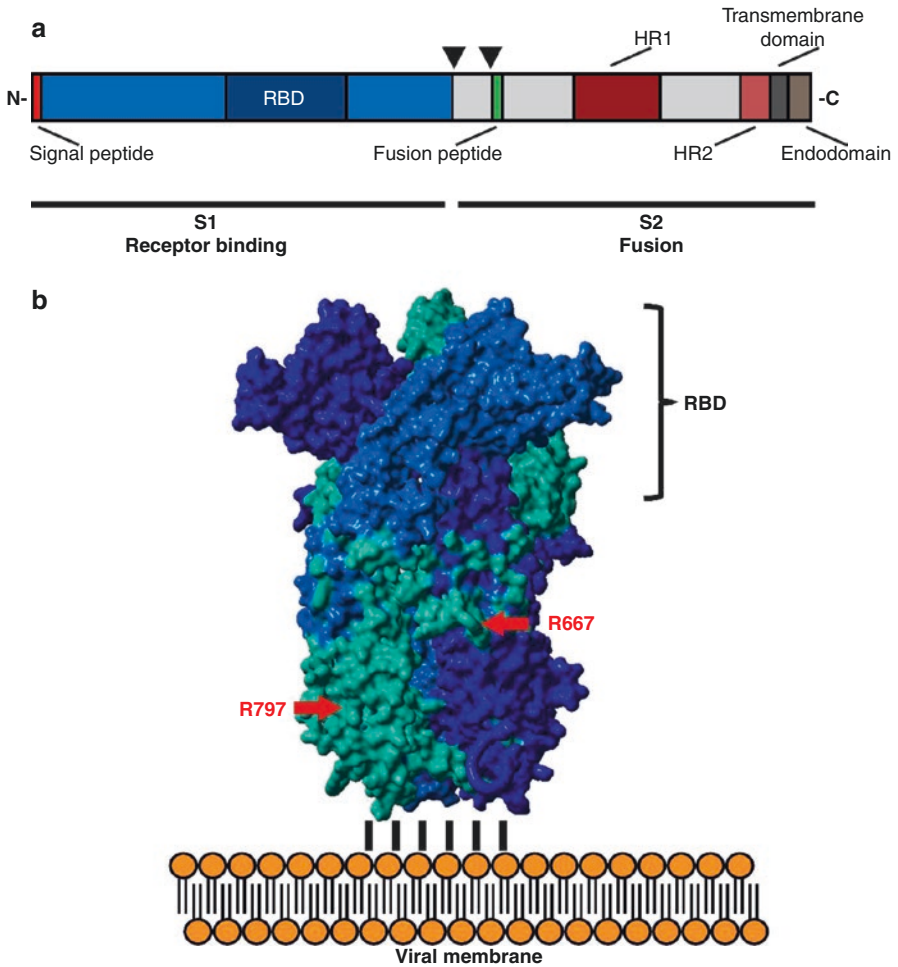 a
Transmembrane
domain
HR1
N-
RBD
-C
Signal peptide
Fusion peptide
HR2
Endodomain
S1
Receptor binding
S2
Fusion
b
RBD
R667
R797
Viral membrane